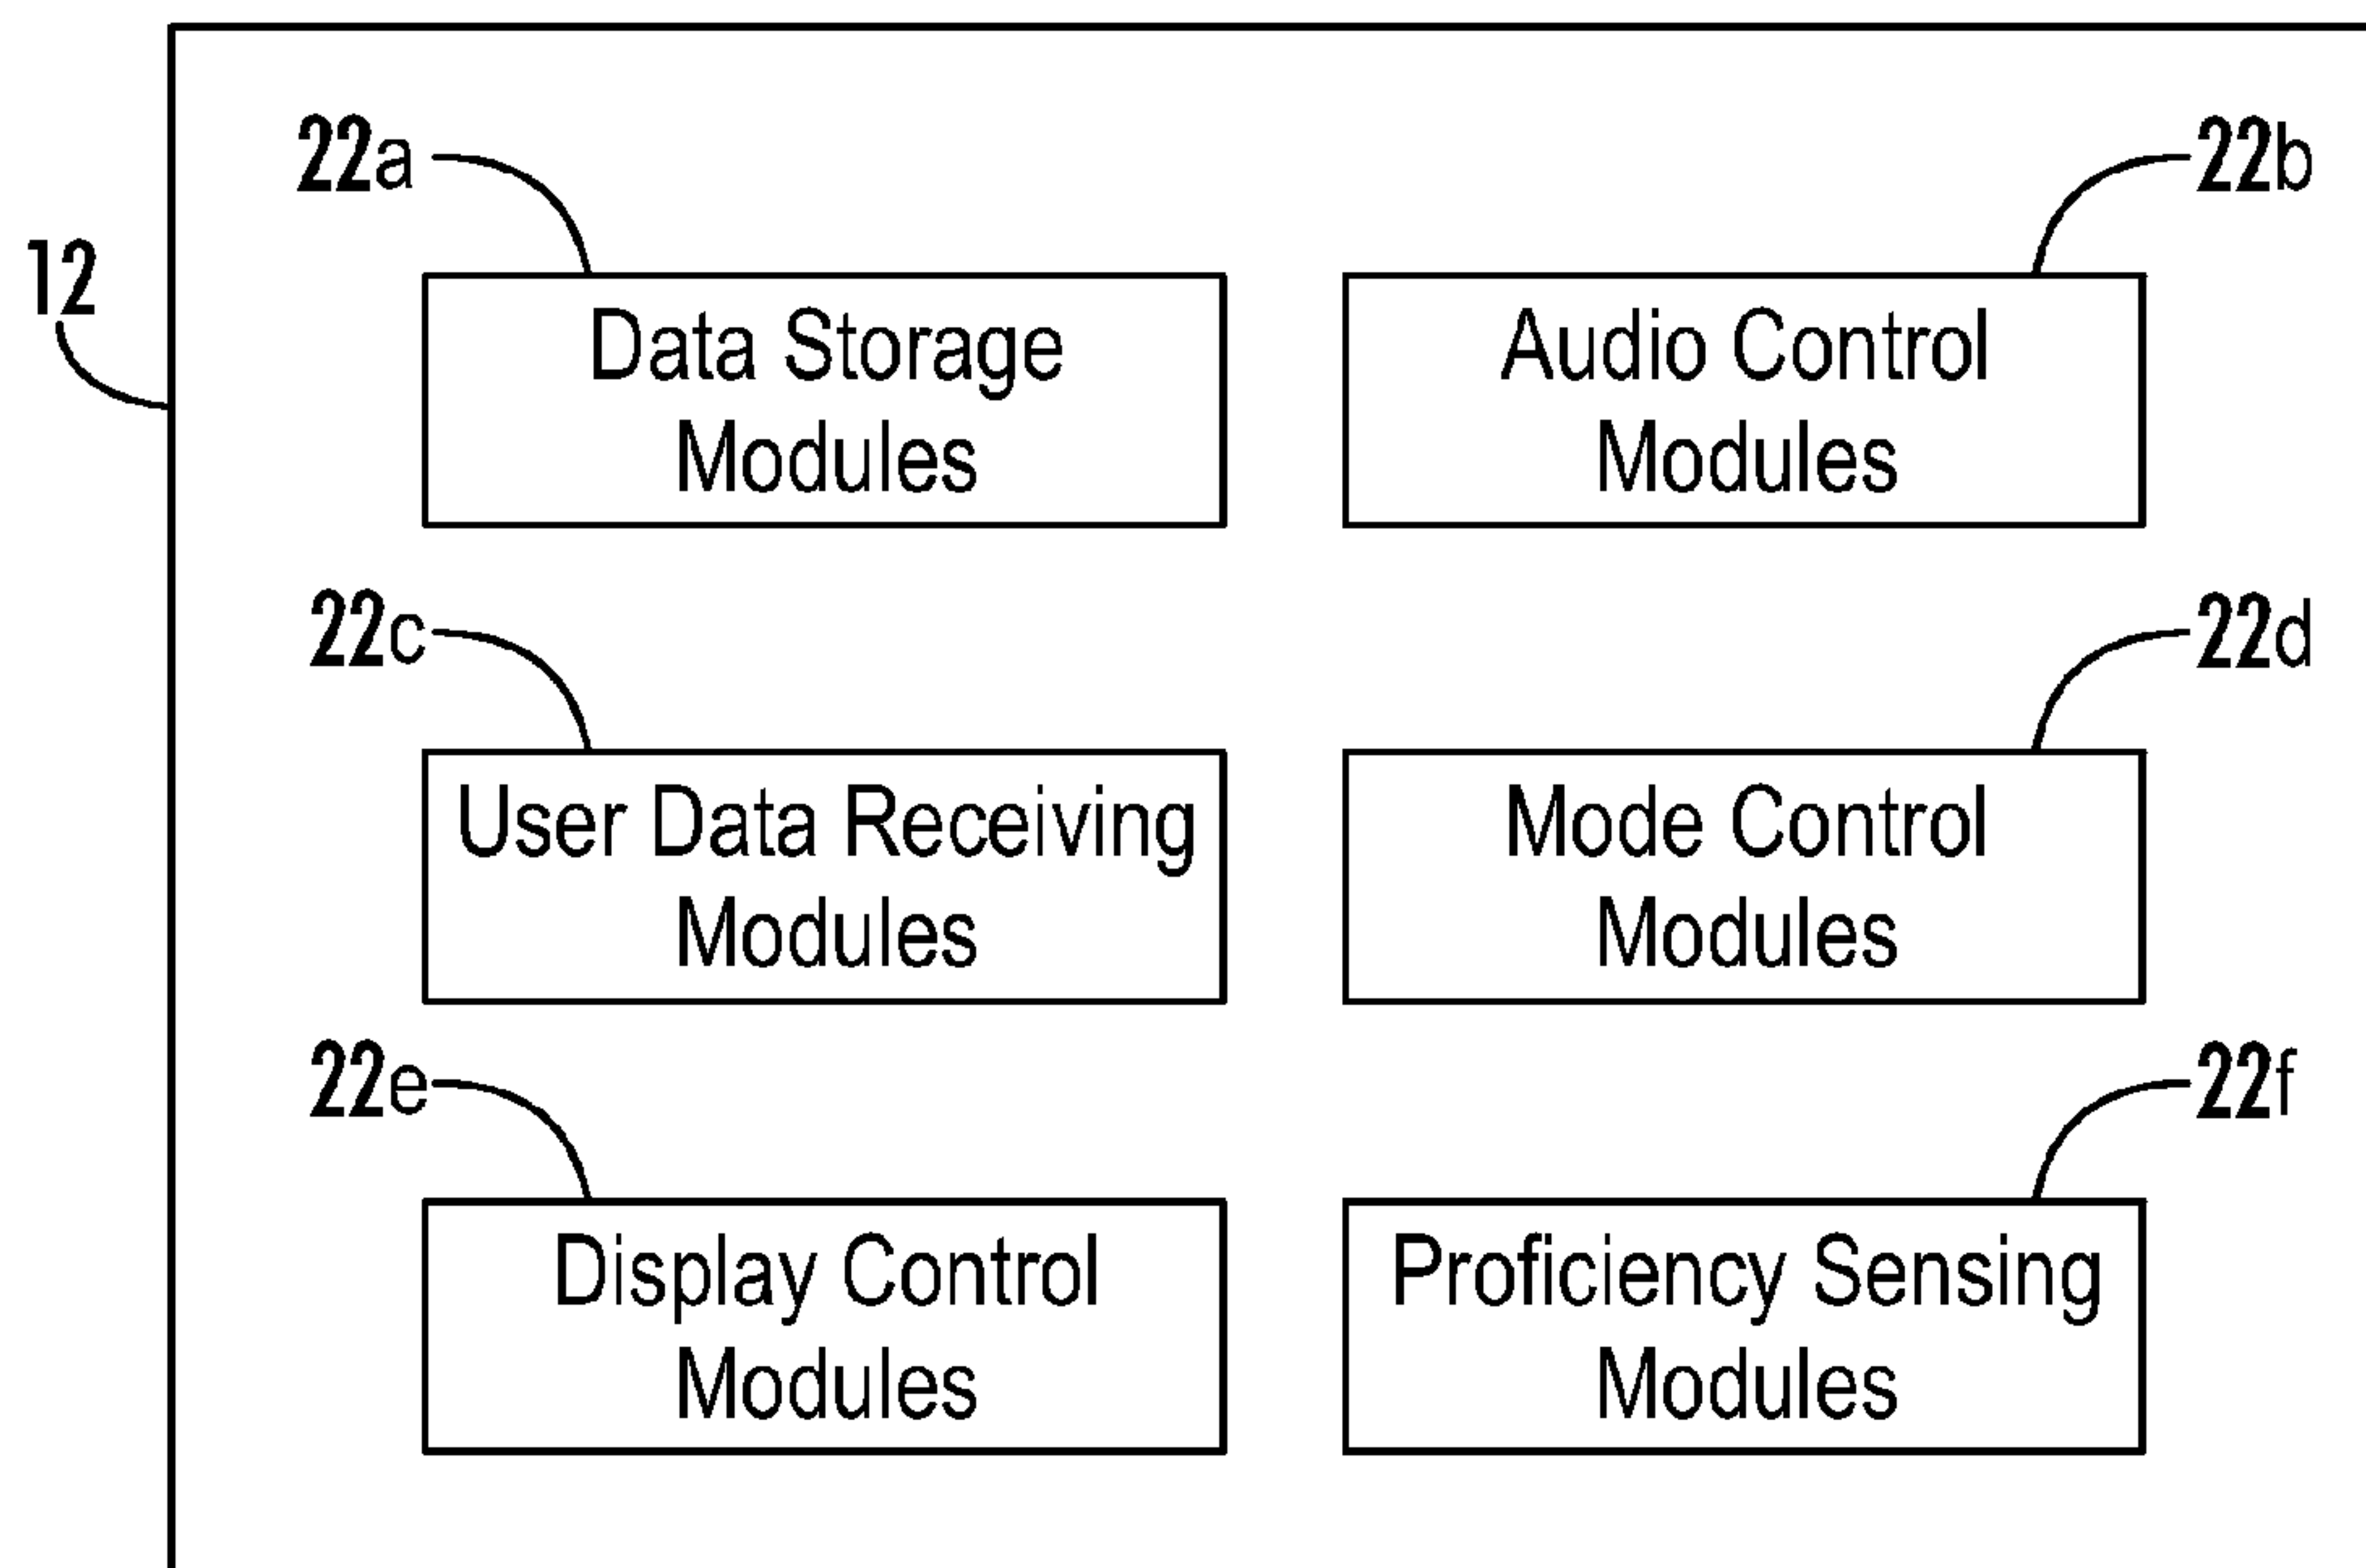 22a
22b
12
Data Storage
Modules
Audio Control
Modules
22c
22d
User Data Receiving
Modules
Mode Control
Modules
22e
22f
Display Control
Modules
Proficiency Sensing
Modules